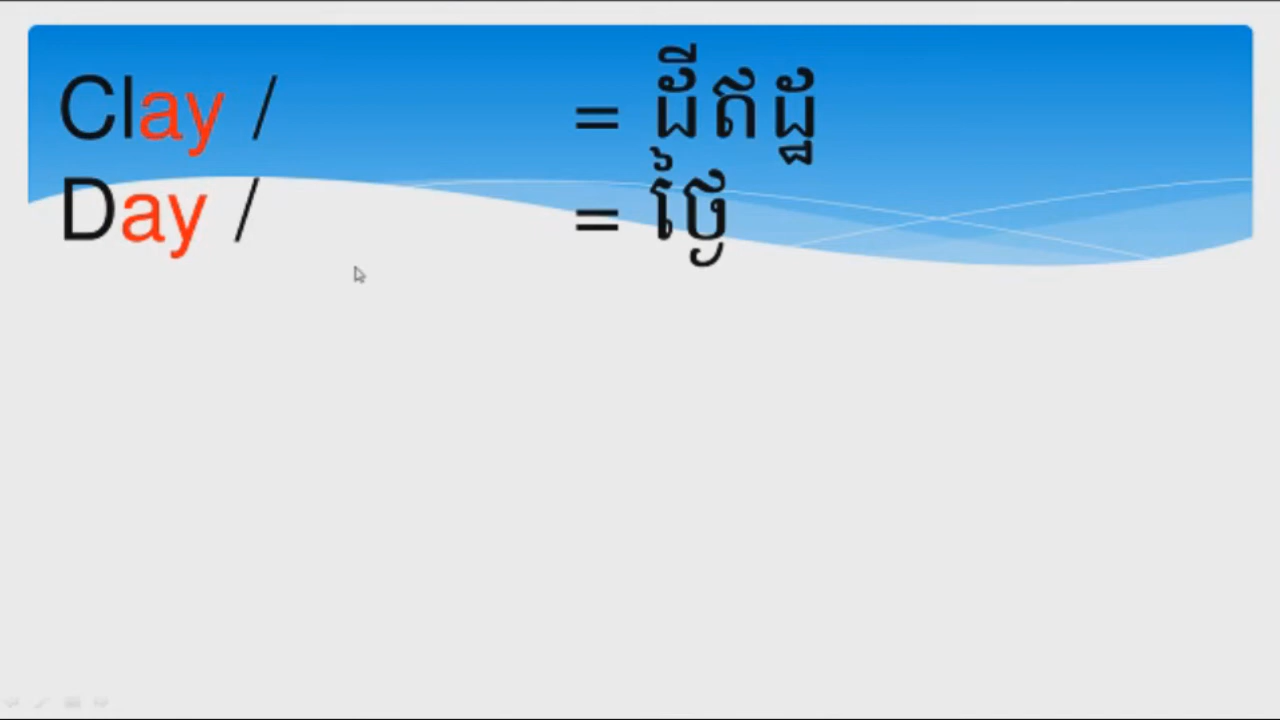 Clay / = ដីឥដ្ឋ
Day / = ថ្ងៃ